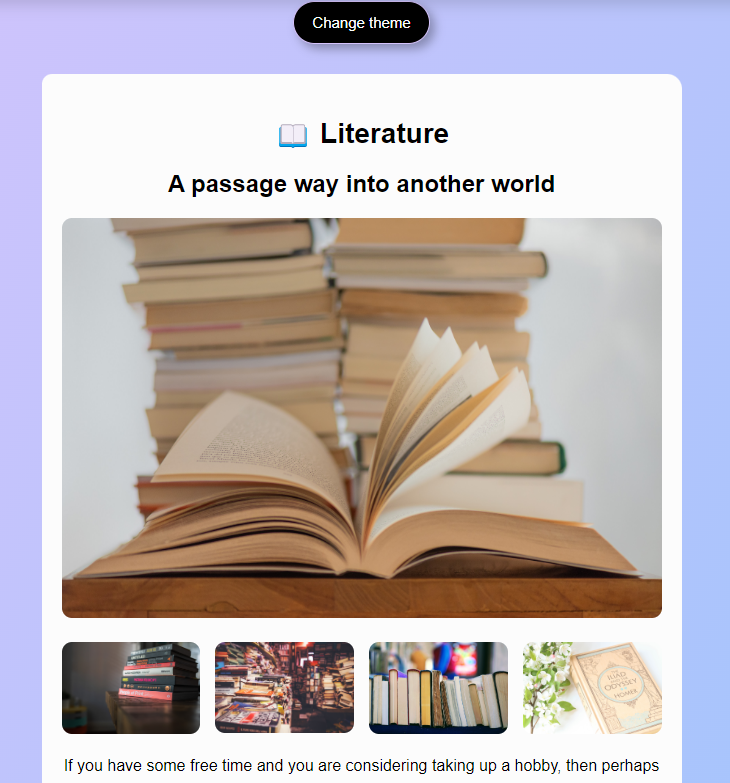 Change theme
📖 Literature
A passage way into another world
THE
ILIAD
ODYSSEY
HOMER
If you have some free time and you are considering taking up a hobby, then perhaps